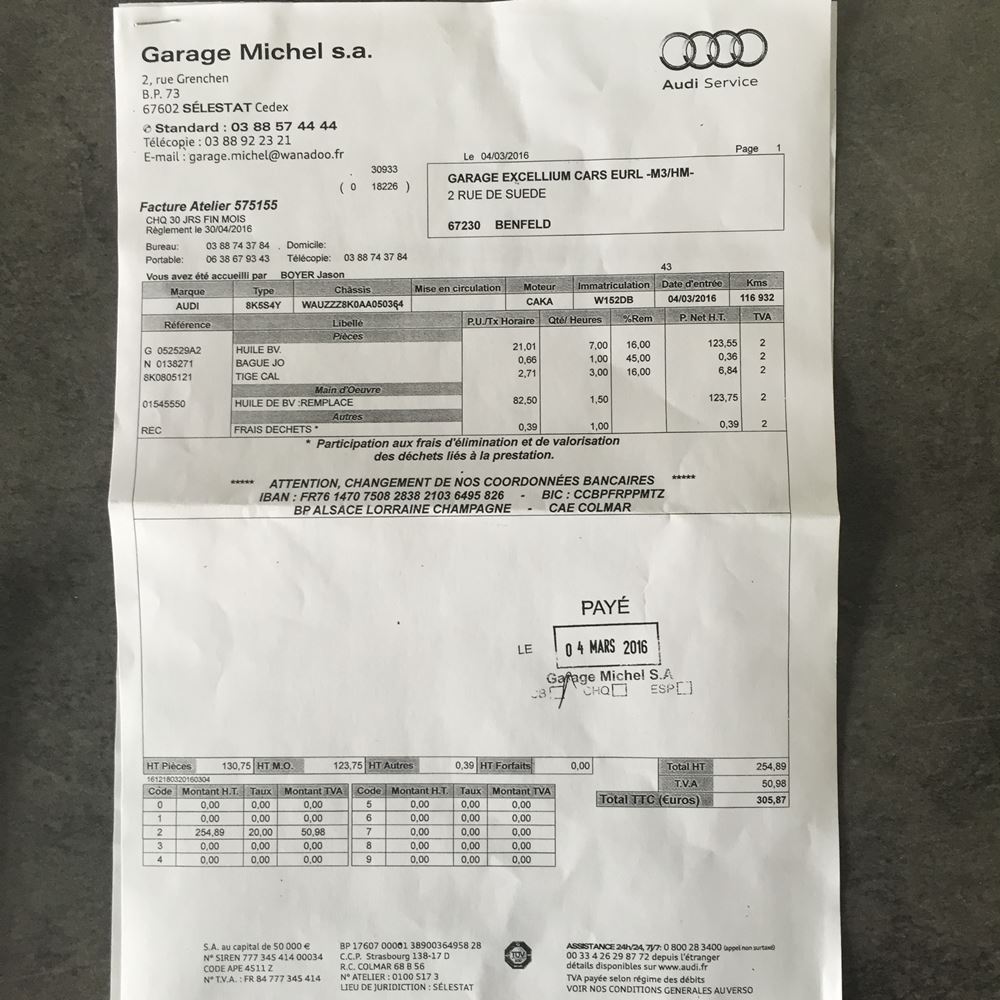 Garage Michel s.a.
2, rue Grenchen
B.P. 73
67602 SÉLESTAT Cedex
✆ Standard : 03 88 57 44 44
Télécopie : 03 88 92 23 21
E-mail : garage.michel@wanadoo.fr
Audi Service
Le 04/03/2016 Page 1
30933
( 0 18226 )
GARAGE EXCELLIUM CARS EURL -M3/HM-
2 RUE DE SUEDE
67230 BENFELD
Facture Atelier 575155
CHQ 30 JRS FIN MOIS
Règlement le 30/04/2016
Bureau: 03 88 74 37 84 . Domicile:
Portable: 06 38 67 93 43 Télécopie: 03 88 74 37 84
Vous avez été accueilli par BOYER Jason
43
Marque Type Châssis Mise en circulation Moteur Immatriculation Date d'entrée Kms
AUDI 8K5S4Y WAUZZZ8K0AA050364 CAKA W152DB 04/03/2016 116 932
Référence Libellé P.U./Tx Horaire Qté/ Heures %Rem P. Net H.T. TVA
Pièces
G 052529A2 HUILE BV. 21,01 7,00 16,00 123,55 2
N 0138271 BAGUE JO 0,66 1,00 45,00 0,36 2
8K0805121 TIGE CAL 2,71 3,00 16,00 6,84 2
Main d'Oeuvre
01545550 HUILE DE BV :REMPLACE 82,50 1,50 123,75 2
Autres
REC FRAIS DECHETS * 0,39 1,00 0,39 2
* Participation aux frais d'élimination et de valorisation
des déchets liés à la prestation.
***** ATTENTION, CHANGEMENT DE NOS COORDONNÉES BANCAIRES *****
IBAN : FR76 1470 7508 2838 2103 6495 826 - BIC : CCBPFRPPMTZ
BP ALSACE LORRAINE CHAMPAGNE - CAE COLMAR
PAYÉ
LE 04 MARS 2016
Garage Michel S.A
CB CHQ ESP
HT Pièces 130,75 HT M.O. 123,75 HT Autres 0,39 HT Forfaits 0,00
Total HT 254,89
T.V.A 50,98
Total TTC (Euros) 305,87
1612180320160304
Code Montant H.T. Taux Montant TVA Code Montant H.T. Taux Montant TVA
0 0,00 0,00 0,00 5 0,00 0,00 0,00
1 0,00 0,00 0,00 6 0,00 0,00 0,00
2 254,89 20,00 50,98 7 0,00 0,00 0,00
3 0,00 0,00 0,00 8 0,00 0,00 0,00
4 0,00 0,00 0,00 9 0,00 0,00 0,00
S.A. au capital de 50 000 €
N° SIREN 777 345 414 00034
CODE APE 4511 Z
N° T.V.A. : FR 84 777 345 414
BP 17607 00001 38900364958 28
C.C.P. Strasbourg 138-17 D
R.C. COLMAR 68 B 56
N° ATELIER : 0100 S17 3
LIEU DE JURIDICTION : SÉLESTAT
TÜV
ASSISTANCE 24h/24, 7j/7: 0 800 28 3400 (appel non surtaxé)
00 33 4 26 29 87 72 depuis l'étranger
détails disponibles sur www.audi.fr
TVA payée selon régime des débits
VOIR NOS CONDITIONS GENERALES AU VERSO